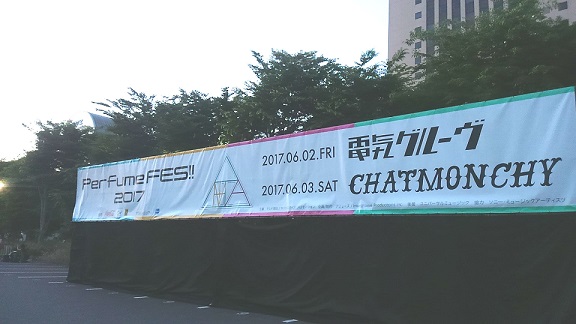 Perfume FES!!
2017
2017.06.02.FRI 電気グルーヴ
2017.06.03.SAT CHATMONCHY